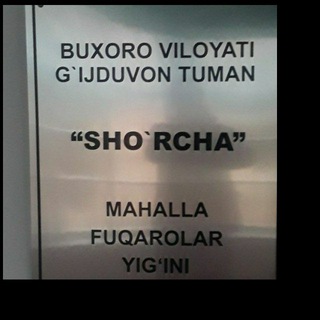 BUXORO VILOYATI
G`IJDUVON TUMAN
“SHO`RCHA”
MAHALLA
FUQAROLAR
YIG‘INI